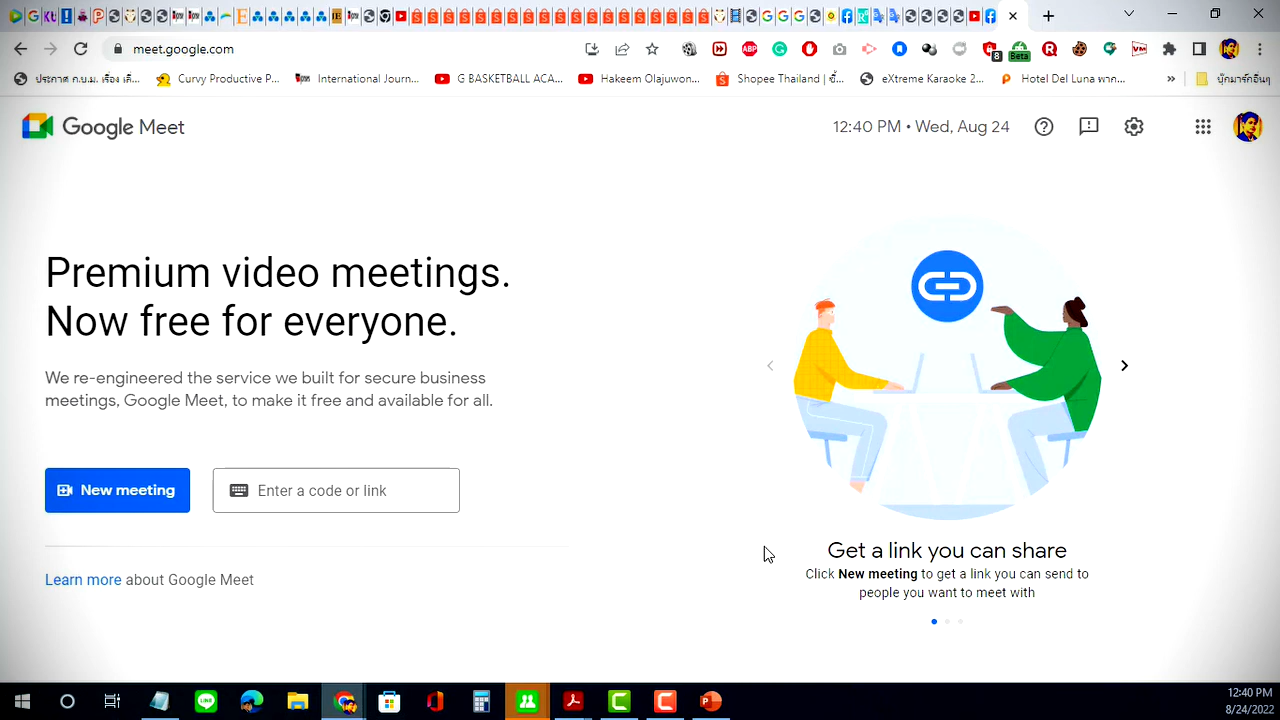 meet.google.com
8
Beta
ประกาศ ก.บ.ม. เรื่อง
Curvy Productive P...
International Journ...
G BASKETBALL ACA...
Hakeem Olajuwon...
Shopee Thailand | ซื้...
eXtreme Karaoke 2...
Hotel Del Luna พาก...
»
บุ๊กมาร์กอื่นๆ
Google Meet
12:40 PM • Wed, Aug 24
Premium video meetings.
Now free for everyone.
We re-engineered the service we built for secure business
meetings, Google Meet, to make it free and available for all.
New meeting
Enter a code or link
Learn more about Google Meet
Get a link you can share
Click New meeting to get a link you can send to
people you want to meet with
12:40 PM
8/24/2022